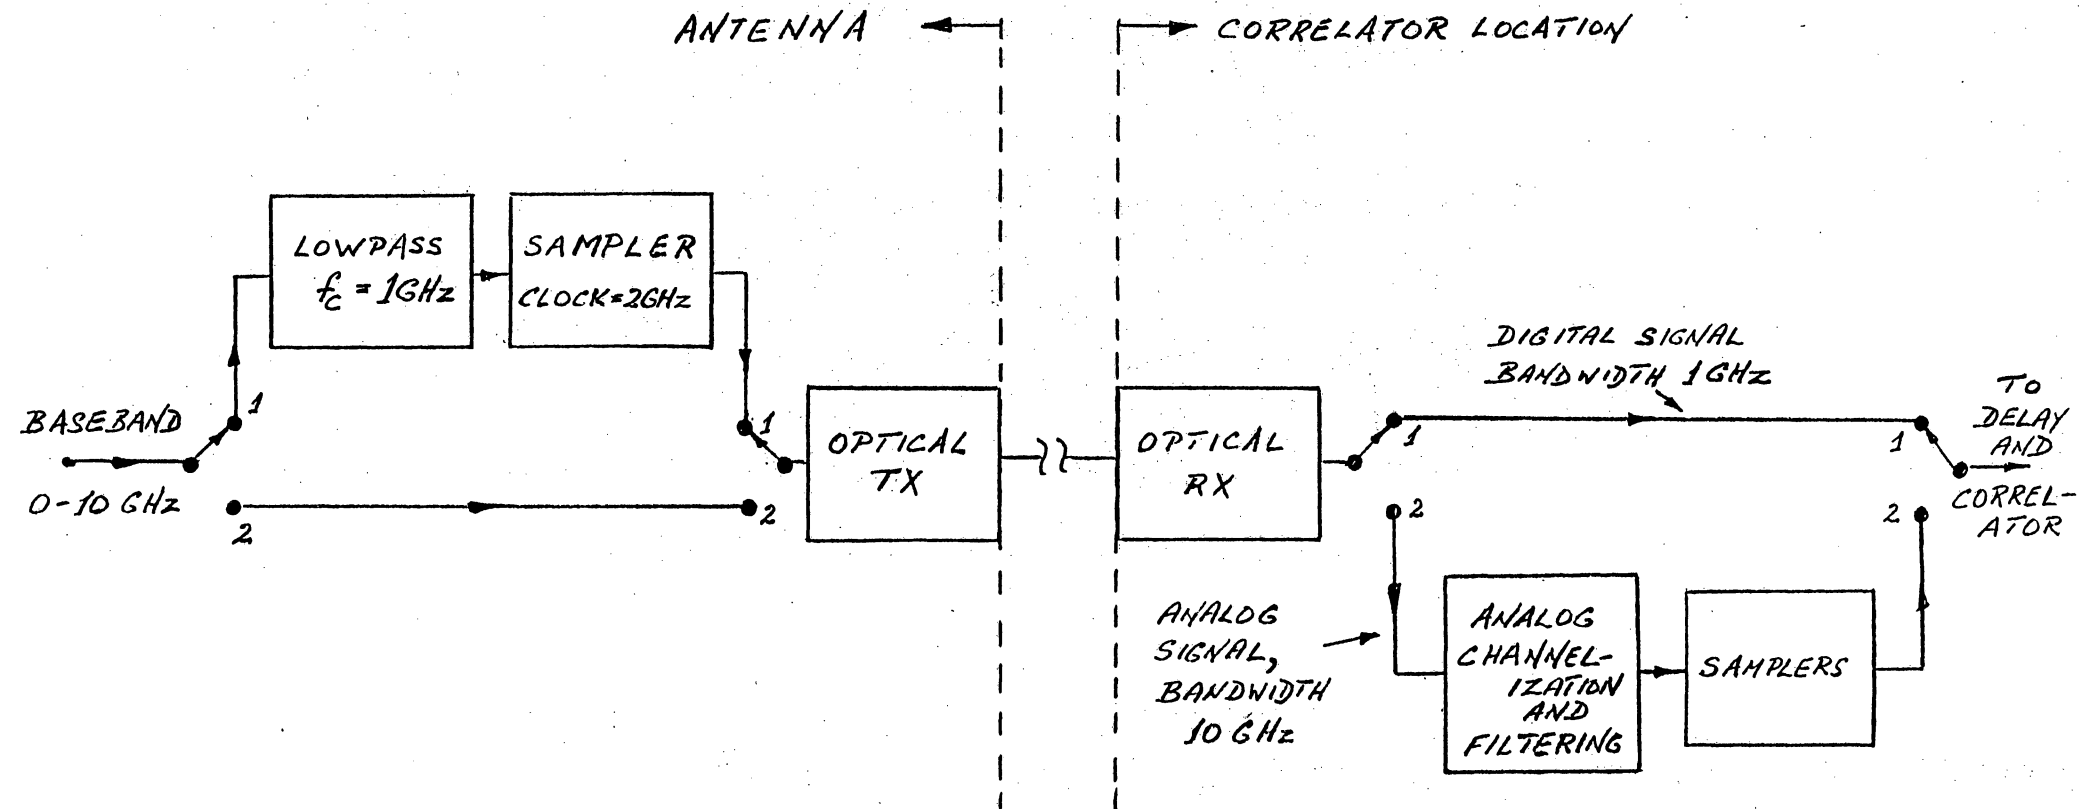 ANTENNA
CORRELATOR LOCATION
LOWPASS
fc = 1GHz
SAMPLER
CLOCK=2GHz
BASEBAND
0-10 GHz
1
2
1
2
OPTICAL
TX
OPTICAL
RX
1
2
DIGITAL SIGNAL
BANDWIDTH 1GHz
ANALOG
SIGNAL,
BANDWIDTH
10 GHz
ANALOG
CHANNEL-
IZATION
AND
FILTERING
SAMPLERS
1
2
TO
DELAY
AND
CORREL-
ATOR